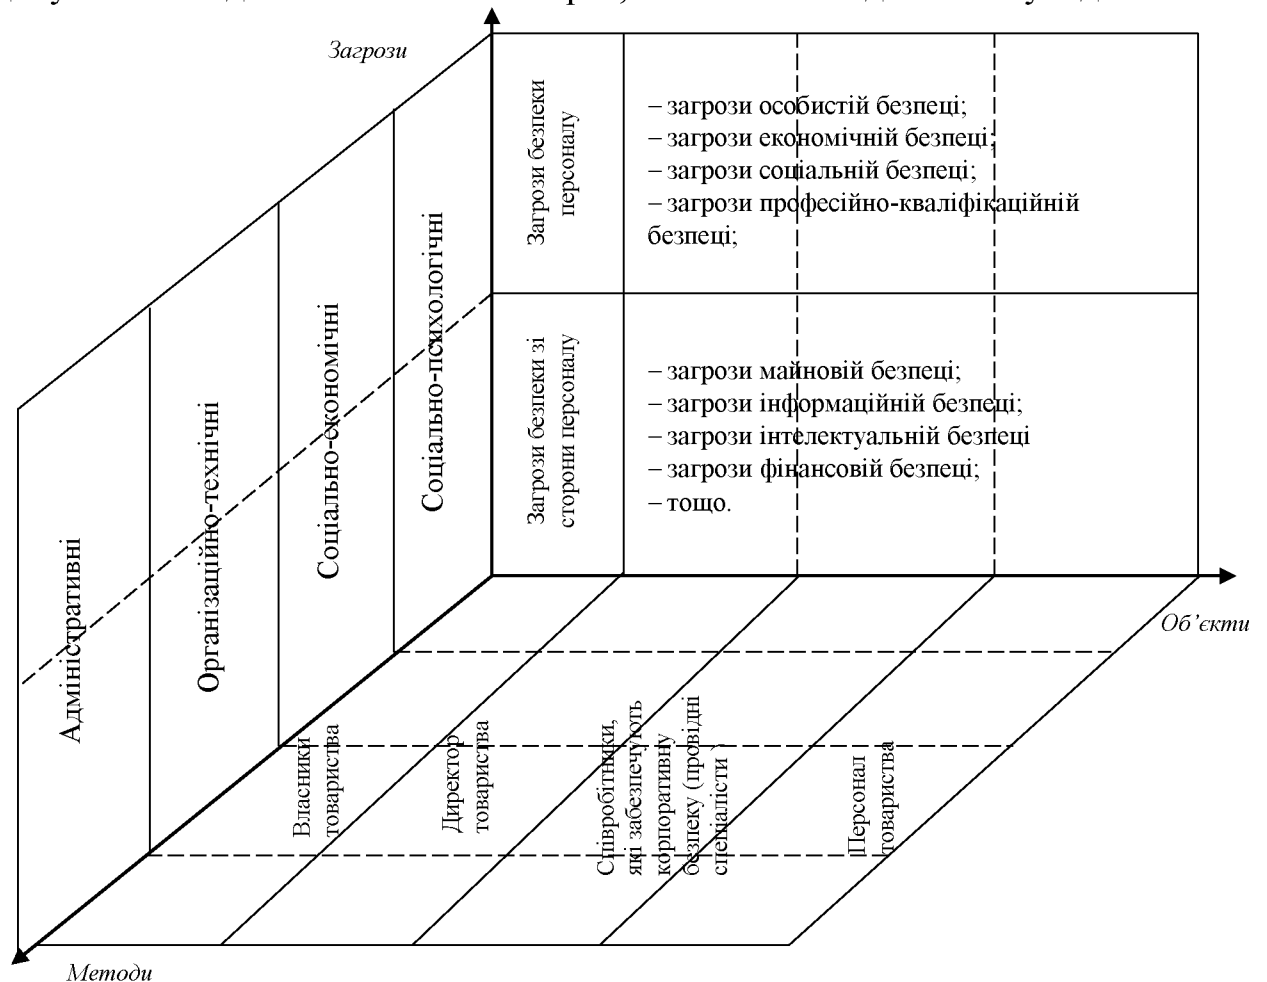 Загрози
Загрози безпеки
персоналу
– загрози особистій безпеці;
– загрози економічній безпеці;
– загрози соціальній безпеці;
– загрози професійно-кваліфікаційній
безпеці;
Загрози безпеки зі
сторони персоналу
– загрози майновій безпеці;
– загрози інформаційній безпеці;
– загрози інтелектуальній безпеці
– загрози фінансовій безпеці;
– тощо.
Адміністративні
Організаційно-технічні
Соціально-економічні
Соціально-психологічні
Об’єкти
Власники
товариства
Директор
товариства
Співробітники,
які забезпечують
корпоративну
безпеку (провідні
спеціалісти )
Персонал
товариства
Методи